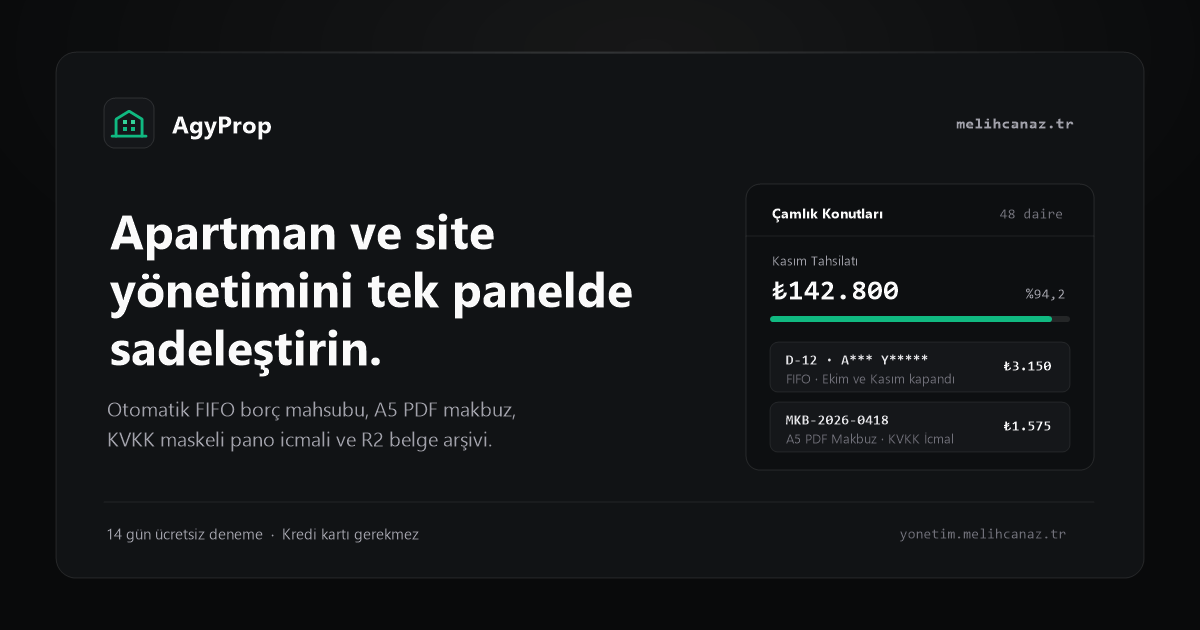 AgyProp
melihcanaz.tr
Apartman ve site
yönetimini tek panelde
sadeleştirin.
Otomatik FIFO borç mahsubu, A5 PDF makbuz,
KVKK maskeli pano icmali ve R2 belge arşivi.
Çamlık Konutları
48 daire
Kasım Tahsilatı
₺142.800
%94,2
D-12 · A*** Y*****
₺3.150
FIFO · Ekim ve Kasım kapandı
MKB-2026-0418
₺1.575
A5 PDF Makbuz · KVKK İcmal
14 gün ücretsiz deneme · Kredi kartı gerekmez
yonetim.melihcanaz.tr